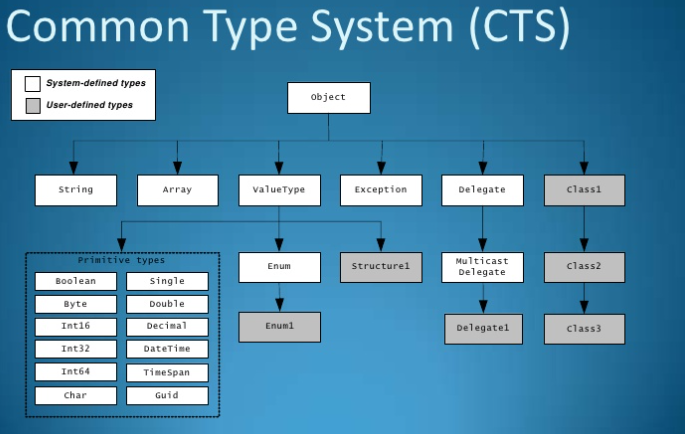 Common Type System (CTS)
System-defined types
User-defined types
Object
String
Array
ValueType
Exception
Delegate
Class1
Primitive types
Boolean
Single
Byte
Double
Int16
Decimal
Int32
DateTime
Int64
TimeSpan
Char
Guid
Enum
Structure1
Multicast
Delegate
Class2
Enum1
Delegate1
Class3